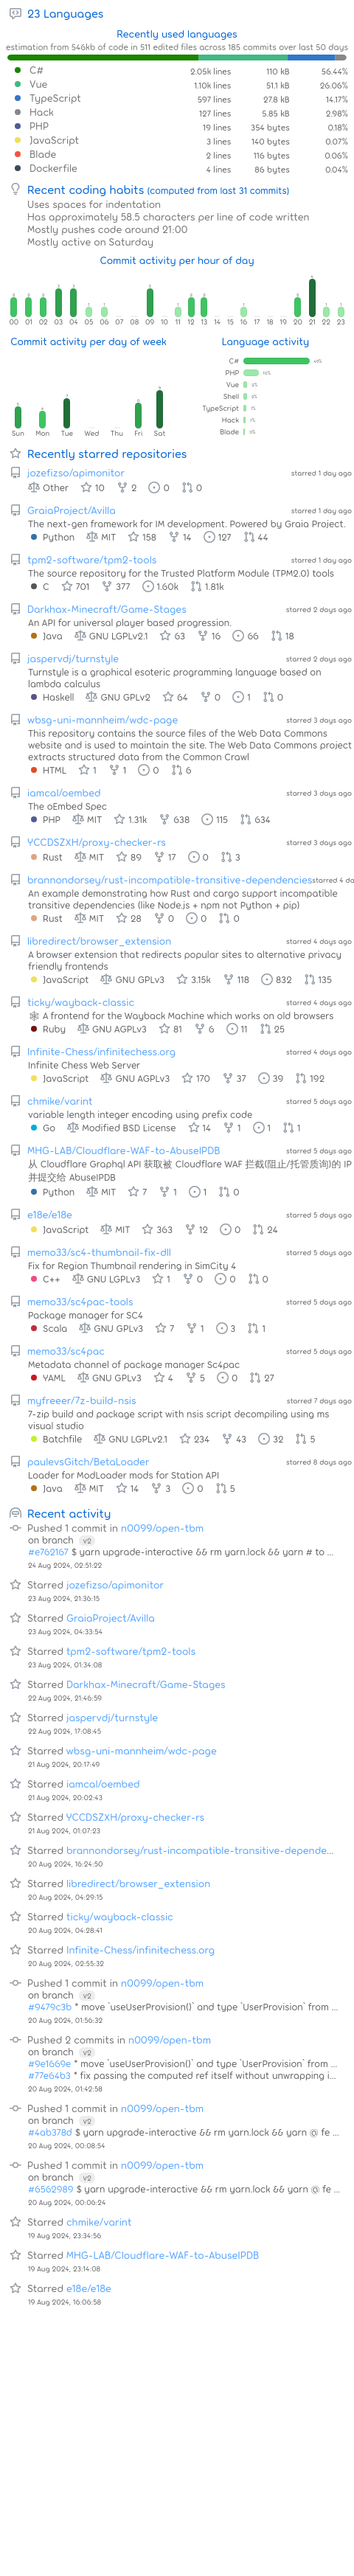 23 Languages
Recently used languages
estimation from 546kb of code in 511 edited files across 185 commits over last 50 days
C# 2.05k lines 110 kB 56.44%
Vue 1.10k lines 51.1 kB 26.06%
TypeScript 597 lines 27.8 kB 14.17%
Hack 127 lines 5.85 kB 2.98%
PHP 19 lines 354 bytes 0.18%
JavaScript 3 lines 140 bytes 0.07%
Blade 2 lines 116 bytes 0.06%
Dockerfile 4 lines 86 bytes 0.04%
Recent coding habits (computed from last 31 commits)
Uses spaces for indentation
Has approximately 58.5 characters per line of code written
Mostly pushes code around 21:00
Mostly active on Saturday
Commit activity per hour of day
00 01 02 03 04 05 06 07 08 09 10 11 12 13 14 15 16 17 18 19 20 21 22 23
Commit activity per day of week
Sun Mon Tue Wed Thu Fri Sat
Language activity
C#
PHP
Vue
Shell
TypeScript
Hack
Blade
Recently starred repositories
jozefizso/apimonitor starred 1 day ago
Other 10 2 0 0
GraiaProject/Avilla starred 1 day ago
The next-gen framework for IM development. Powered by Graia Project.
Python MIT 158 14 127 44
tpm2-software/tpm2-tools starred 1 day ago
The source repository for the Trusted Platform Module (TPM2.0) tools
C 701 377 1.60k 1.81k
Darkhax-Minecraft/Game-Stages starred 2 days ago
An API for universal player based progression.
Java GNU LGPLv2.1 63 16 66 18
jaspervdj/turnstyle starred 2 days ago
Turnstyle is a graphical esoteric programming language based on
lambda calculus
Haskell GNU GPLv2 64 0 1 0
wbsg-uni-mannheim/wdc-page starred 3 days ago
This repository contains the source files of the Web Data Commons
website and is used to maintain the site. The Web Data Commons project
extracts structured data from the Common Crawl
HTML 1 1 0 6
iamcal/oembed starred 3 days ago
The oEmbed Spec
PHP MIT 1.31k 638 115 634
YCCDSZXH/proxy-checker-rs starred 3 days ago
Rust MIT 89 17 0 3
brannondorsey/rust-incompatible-transitive-dependencies starred 4 da
An example demonstrating how Rust and cargo support incompatible
transitive dependencies (like Node.js + npm not Python + pip)
Rust MIT 28 0 0 0
libredirect/browser_extension starred 4 days ago
A browser extension that redirects popular sites to alternative privacy
friendly frontends
JavaScript GNU GPLv3 3.15k 118 832 135
ticky/wayback-classic starred 4 days ago
🕸 A frontend for the Wayback Machine which works on old browsers
Ruby GNU AGPLv3 81 6 11 25
Infinite-Chess/infinitechess.org starred 4 days ago
Infinite Chess Web Server
JavaScript GNU AGPLv3 170 37 39 192
chmike/varint starred 5 days ago
variable length integer encoding using prefix code
Go Modified BSD License 14 1 1 1
MHG-LAB/Cloudflare-WAF-to-AbuseIPDB starred 5 days ago
从 Cloudflare Graphql API 获取被 Cloudflare WAF 拦截(阻止/托管质询)的 IP
并提交给 AbuseIPDB
Python MIT 7 1 1 0
e18e/e18e starred 5 days ago
JavaScript MIT 363 12 0 24
memo33/sc4-thumbnail-fix-dll starred 5 days ago
Fix for Region Thumbnail rendering in SimCity 4
C++ GNU LGPLv3 1 0 0 0
memo33/sc4pac-tools starred 5 days ago
Package manager for SC4
Scala GNU GPLv3 7 1 3 1
memo33/sc4pac starred 5 days ago
Metadata channel of package manager Sc4pac
YAML GNU GPLv3 4 5 0 27
myfreeer/7z-build-nsis starred 7 days ago
7-zip build and package script with nsis script decompiling using ms
visual studio
Batchfile GNU LGPLv2.1 234 43 32 5
paulevsGitch/BetaLoader starred 8 days ago
Loader for ModLoader mods for Station API
Java MIT 14 3 0 5
Recent activity
Pushed 1 commit in n0099/open-tbm
on branch v2
#e762167 $ yarn upgrade-interactive && rm yarn.lock && yarn # to ...
24 Aug 2024, 02:51:22
Starred jozefizso/apimonitor
23 Aug 2024, 21:36:15
Starred GraiaProject/Avilla
23 Aug 2024, 04:33:54
Starred tpm2-software/tpm2-tools
23 Aug 2024, 01:34:08
Starred Darkhax-Minecraft/Game-Stages
22 Aug 2024, 21:46:59
Starred jaspervdj/turnstyle
22 Aug 2024, 17:08:45
Starred wbsg-uni-mannheim/wdc-page
21 Aug 2024, 20:17:49
Starred iamcal/oembed
21 Aug 2024, 20:02:43
Starred YCCDSZXH/proxy-checker-rs
21 Aug 2024, 01:07:23
Starred brannondorsey/rust-incompatible-transitive-depende...
20 Aug 2024, 16:24:50
Starred libredirect/browser_extension
20 Aug 2024, 04:29:15
Starred ticky/wayback-classic
20 Aug 2024, 04:28:41
Starred Infinite-Chess/infinitechess.org
20 Aug 2024, 02:55:32
Pushed 1 commit in n0099/open-tbm
on branch v2
#9479c3b * move `useUserProvision()` and type `UserProvision` from ...
20 Aug 2024, 01:56:32
Pushed 2 commits in n0099/open-tbm
on branch v2
#9e1669e * move `useUserProvision()` and type `UserProvision` from ...
#77e64b3 * fix passing the computed ref itself without unwrapping i...
20 Aug 2024, 01:42:58
Pushed 1 commit in n0099/open-tbm
on branch v2
#4ab378d $ yarn upgrade-interactive && rm yarn.lock && yarn @ fe ...
20 Aug 2024, 00:08:54
Pushed 1 commit in n0099/open-tbm
on branch v2
#6562989 $ yarn upgrade-interactive && rm yarn.lock && yarn @ fe ...
20 Aug 2024, 00:06:24
Starred chmike/varint
19 Aug 2024, 23:34:56
Starred MHG-LAB/Cloudflare-WAF-to-AbuseIPDB
19 Aug 2024, 23:14:08
Starred e18e/e18e
19 Aug 2024, 16:06:58